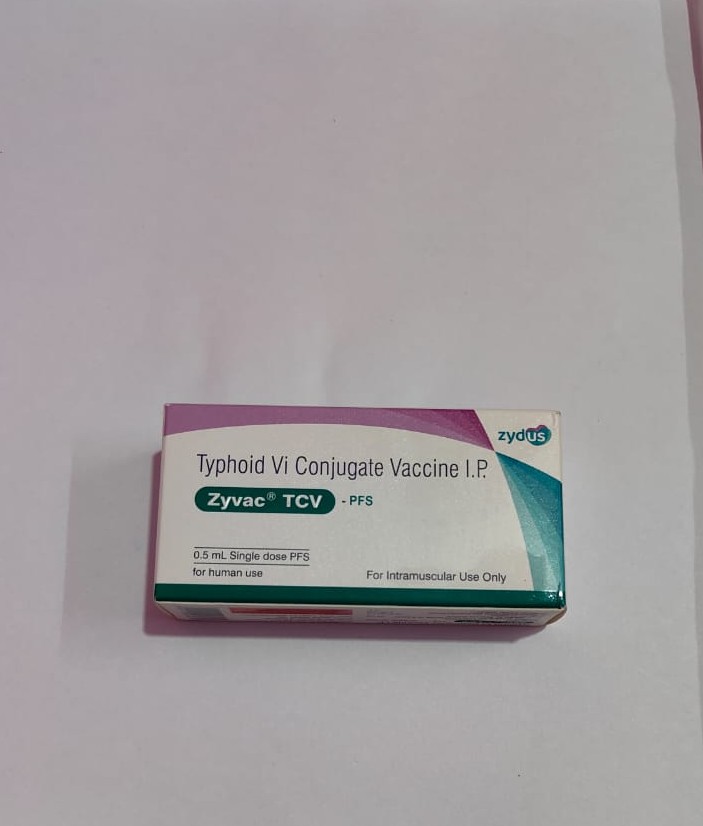 zydus
Typhoid Vi Conjugate Vaccine I.P.
Zyvac® TCV - PFS
0.5 mL Single dose PFS
for human use
For Intramuscular Use Only